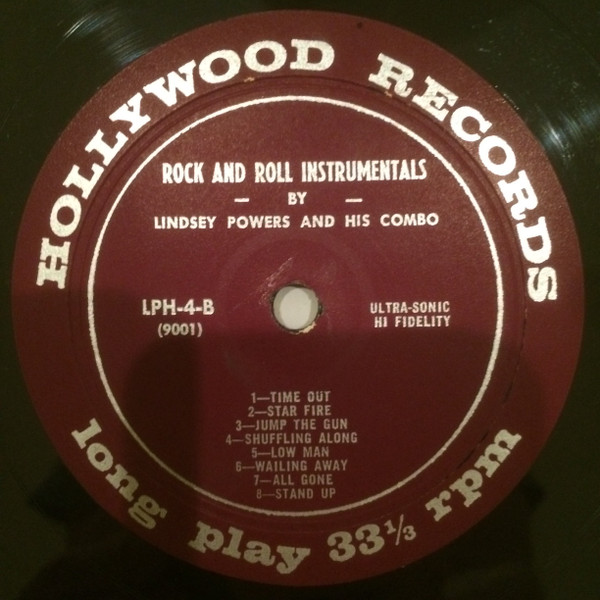 HOLLYWOOD RECORDS
ROCK AND ROLL INSTRUMENTALS
— BY —
LINDSEY POWERS AND HIS COMBO
LPH-4-B
(9001)
ULTRA-SONIC
HI FIDELITY
1—TIME OUT
2—STAR FIRE
3—JUMP THE GUN
4—SHUFFLING ALONG
5—LOW MAN
6—WAILING AWAY
7—ALL GONE
8—STAND UP
long play 33⅓ rpm